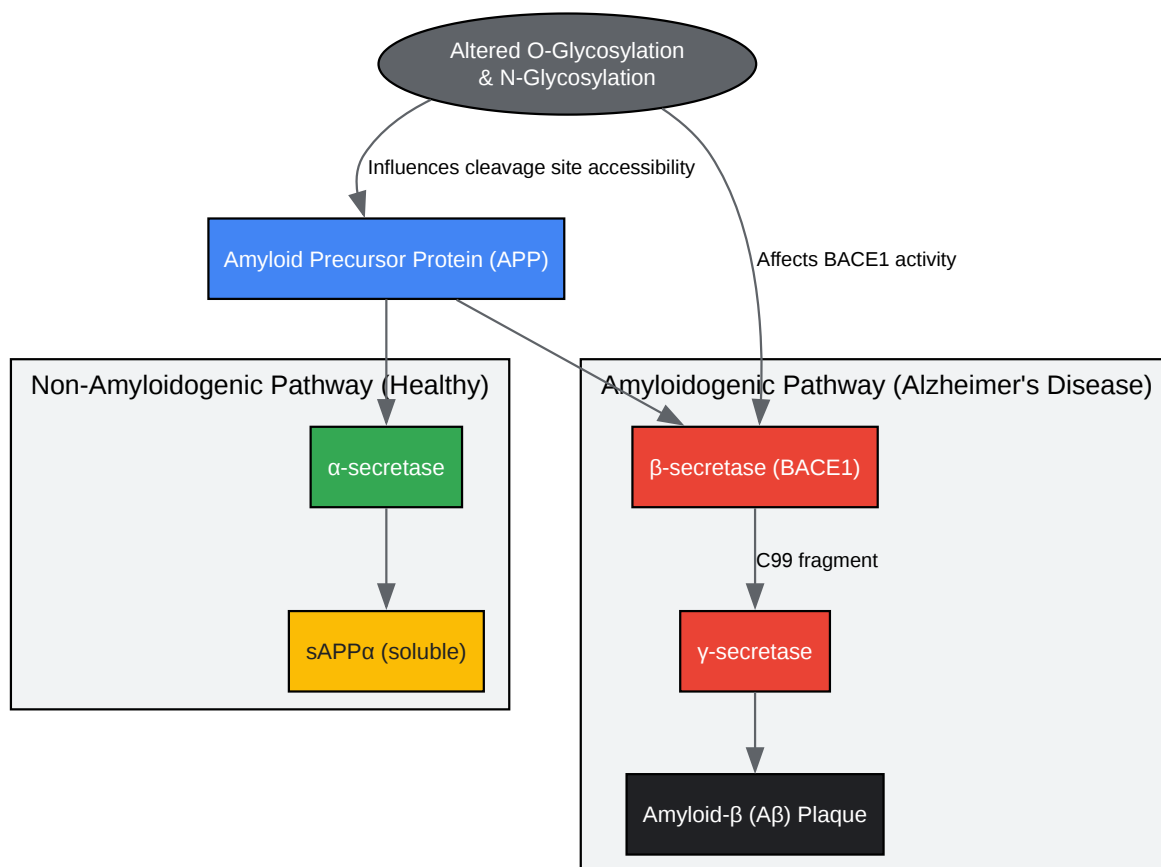 Altered O-Glycosylation
& N-Glycosylation
Influences cleavage site accessibility
Amyloid Precursor Protein (APP)
Affects BACE1 activity
Non-Amyloidogenic Pathway (Healthy)
Amyloidogenic Pathway (Alzheimer's Disease)
α-secretase
β-secretase (BACE1)
C99 fragment
sAPPα (soluble)
γ-secretase
Amyloid-β (Aβ) Plaque